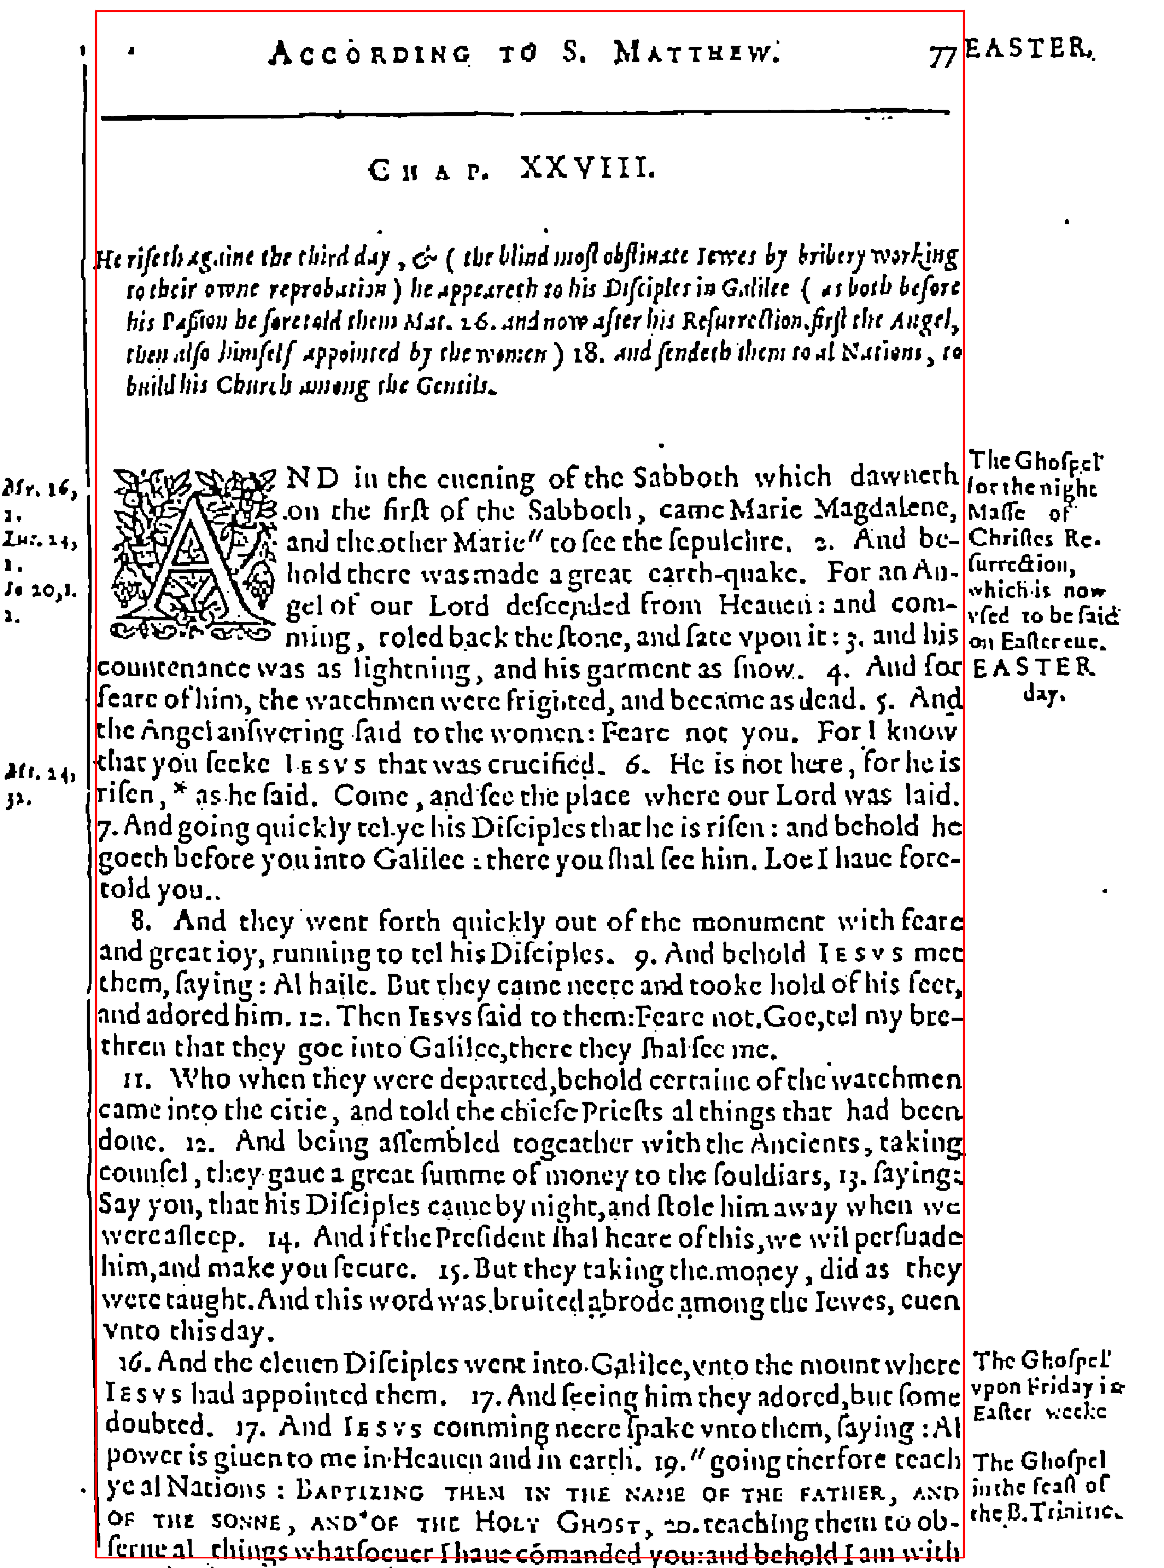 ACCORDING TO S. MATTHEW. 77 EASTER.
CHAP. XXVIII.
He riſeth againe the third day, & ( the blind moſt obſtinate Iewes by bribery working
to their owne reprobation ) he appeareth to his Diſciples in Galilee ( as both before
his Paſsion he foretold them Mat. 26. and now after his Reſurrection. firſt the Angel,
then alſo himſelf appointed by the women ) 18. and ſendeth them to al Nations, to
build his Church among the Gentils.
Mr. 16,
1.
Luc. 24,
1.
Io 20,1.
AND in the euening of the Sabboth which dawneth
on the firſt of the Sabboth, came Marie Magdalene,
and the other Marie" to ſee the ſepulchre. 2. And be-
hold there was made a great earth-quake. For an An-
gel of our Lord deſcended from Heauen: and com-
ming, roled back the ſtone, and ſate vpon it: 3. and his
countenance was as lightning, and his garment as ſnow. 4. And for
feare of him, the watchmen were frighted, and became as dead. 5. And
the Angel anſwering ſaid to the women: Feare not you. For I know
that you ſeeke IESVS that was crucified. 6. He is not here, for he is
riſen, * as he ſaid. Come, and ſee the place where our Lord was laid.
7. And going quickly tel ye his Diſciples that he is riſen: and behold he
goeth before you into Galilee: there you ſhal ſee him. Loe I haue fore-
told you.
The Ghoſpel
for the night
Maſſe of
Chriſtes Re-
ſurrection,
which is now
vſed to be ſaid
on Eaſter eue.
EASTER
day.
8. And they went forth quickly out of the monument with feare
and great ioy, running to tel his Diſciples. 9. And behold IESVS met
them, ſaying: Al haile. But they came neere and tooke hold of his feet,
and adored him. 10. Then IESVS ſaid to them: Feare not. Goe, tel my bre-
thren that they goe into Galilee, there they ſhal ſee me.
11. Who when they were departed, behold certaine of the watchmen
came into the citie, and told the chiefe Prieſts al things that had been
done. 12. And being aſſembled togeather with the Ancients, taking
counſel, they gaue a great ſumme of money to the ſouldiars, 13. ſaying:
Say you, that his Diſciples came by night, and ſtole him away when we
were aſleep. 14. And if the Preſident ſhal heare of this, we wil perſuade
him, and make you ſecure. 15. But they taking the money, did as they
were taught. And this word was bruited abrode among the Iewes, euen
vnto this day.
16. And the eleuen Diſciples went into Galilee, vnto the mount where
IESVS had appointed them. 17. And ſeeing him they adored, but ſome
doubted. 17. And IESVS comming neere ſpake vnto them, ſaying: Al
power is giuen to me in Heauen and in earth. 19. " going therfore teach
ye al Nations: BAPTIZING THEM IN THE NAME OF THE FATHER, AND
OF THE SONNE, AND OF THE HOLY GHOST, 20. teaching them to ob-
ſerue al things whatſoeuer I haue cōmanded you: and behold I am with
The Ghoſpel
vpon Friday in
Eaſter weeke
The Ghoſpel
in the feaſt of
the B. Trinitie.